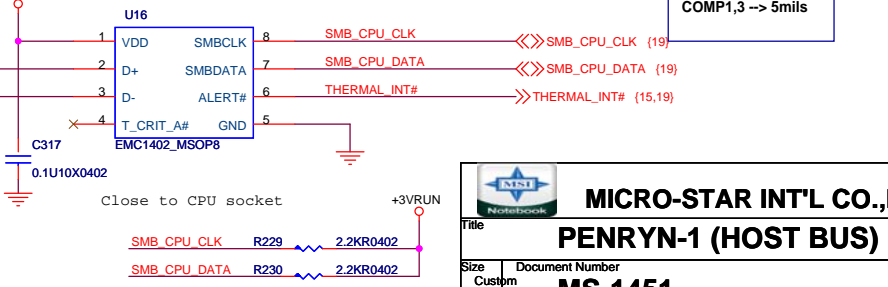 COMP1,3 --> 5mils
U16
1 VDD SMBCLK 8 SMB_CPU_CLK SMB_CPU_CLK {19}
2 D+ SMBDATA 7 SMB_CPU_DATA SMB_CPU_DATA {19}
3 D- ALERT# 6 THERMAL_INT# THERMAL_INT# {15,19}
4 T_CRIT_A# GND 5
EMC1402_MSOP8
C317
0.1U10X0402
Close to CPU socket
+3VRUN
SMB_CPU_CLK R229 2.2KR0402
SMB_CPU_DATA R230 2.2KR0402
MSI
Notebook
MICRO-STAR INT'L CO.,
Title
PENRYN-1 (HOST BUS)
Size Document Number
Custom MS-1451